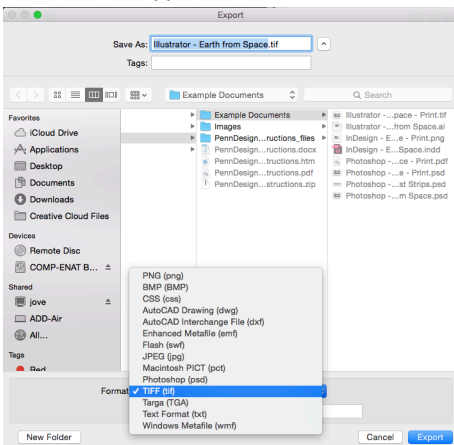 Export
Save As: Illustrator - Earth from Space.tif
Tags:
Example Documents
Search
Favorites
iCloud Drive
Applications
Desktop
Documents
Downloads
Creative Cloud Files
Devices
Remote Disc
COMP-ENAT B...
Shared
jove
ADD-Air
All...
Tags
Red
Example Documents
Images
PennDesign...ructions_files
PennDesign...ructions.docx
PennDesign...ructions.htm
PennDesign...tructions.pdf
PennDesign...structions.zip
Illustrator -...pace - Print.tif
Illustrator -...from Space.ai
InDesign - E...e - Print.png
InDesign - E...Space.indd
Photoshop -...ce - Print.pdf
Photoshop -...e - Print.psd
Photoshop -...st Strips.psd
Photoshop -...m Space.psd
PNG (png)
BMP (BMP)
CSS (css)
AutoCAD Drawing (dwg)
AutoCAD Interchange File (dxf)
Enhanced Metafile (emf)
Flash (swf)
JPEG (jpg)
Macintosh PICT (pct)
Photoshop (psd)
Format ✓ TIFF (tif)
Targa (TGA)
Text Format (txt)
Windows Metafile (wmf)
New Folder
Cancel
Export